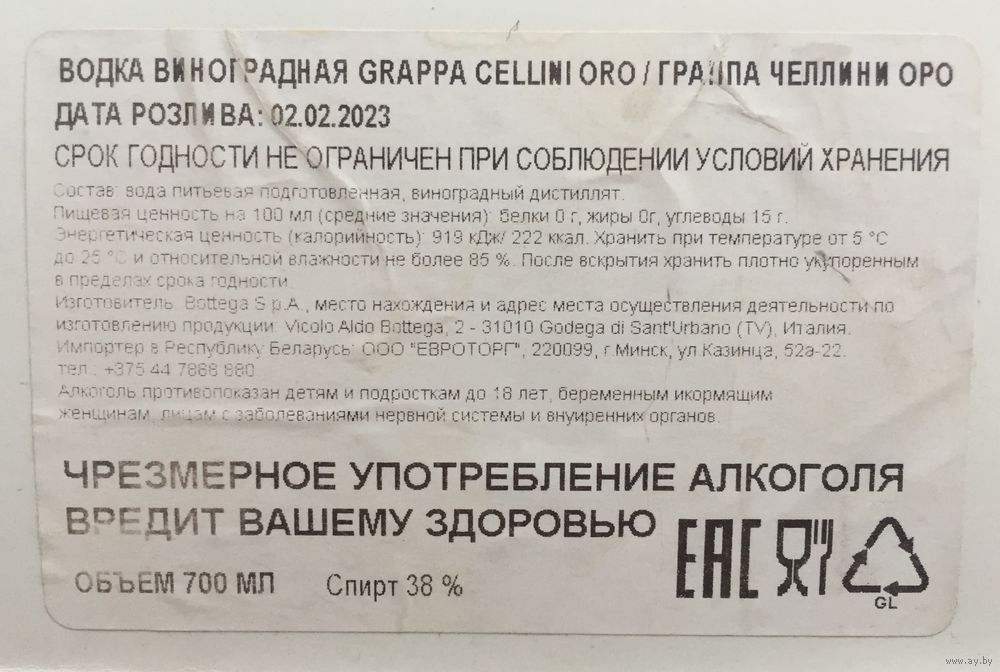 ВОДКА ВИНОГРАДНАЯ GRAPPA CELLINI ORO / ГРАППА ЧЕЛЛИНИ ОРО
ДАТА РОЗЛИВА: 02.02.2023
СРОК ГОДНОСТИ НЕ ОГРАНИЧЕН ПРИ СОБЛЮДЕНИИ УСЛОВИЙ ХРАНЕНИЯ
Состав: вода питьевая подготовленная, виноградный дистиллят.
Пищевая ценность на 100 мл (средние значения): белки 0 г, жиры 0г, углеводы 15 г.
Энергетическая ценность (калорийность): 919 кДж/ 222 ккал. Хранить при температуре от 5 °C
до 25 °C и относительной влажности не более 85 %. После вскрытия хранить плотно укупоренным
в пределах срока годности.
Изготовитель: Bottega S.p.A., место нахождения и адрес места осуществления деятельности по
изготовлению продукции: Vicolo Aldo Bottega, 2 - 31010 Godega di Sant'Urbano (TV), Италия.
Импортер в Республику Беларусь: ООО "ЕВРОТОРГ", 220099, г.Минск, ул.Казинца, 52а-22.
тел.: +375 44 7868 880
Алкоголь противопоказан детям и подросткам до 18 лет, беременным икормящим
женщинам, лицам с заболеваниями нервной системы и внуиренних органов.
ЧРЕЗМЕРНОЕ УПОТРЕБЛЕНИЕ АЛКОГОЛЯ
ВРЕДИТ ВАШЕМУ ЗДОРОВЬЮ
ОБЪЕМ 700 МЛ Спирт 38 %
EAC
GL
www.ay.by